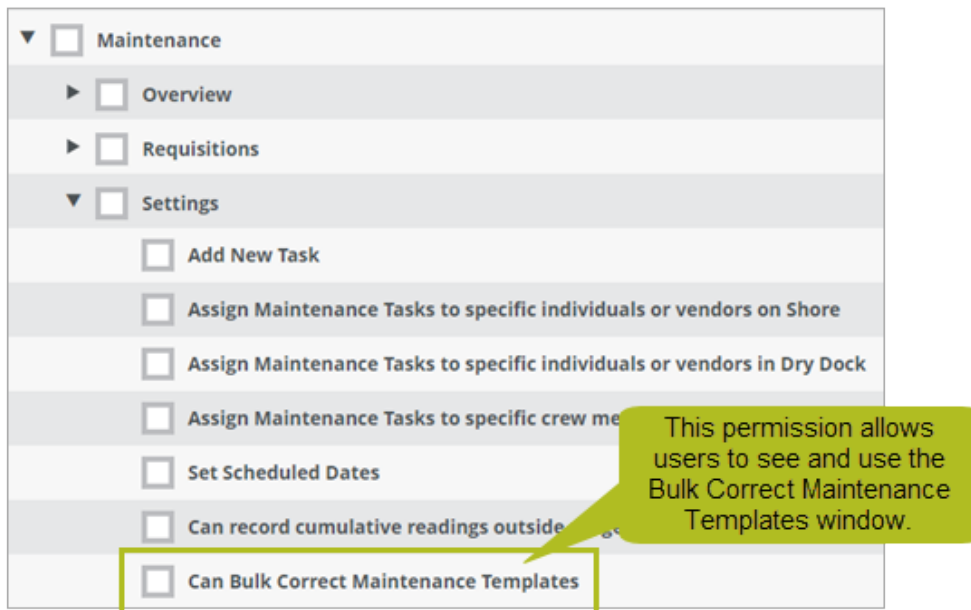 Maintenance
Overview
Requisitions
Settings
Add New Task
Assign Maintenance Tasks to specific individuals or vendors on Shore
Assign Maintenance Tasks to specific individuals or vendors in Dry Dock
Assign Maintenance Tasks to specific crew
Set Scheduled Dates
Can record cumulative readings outside
Can Bulk Correct Maintenance Templates
This permission allows
users to see and use the
Bulk Correct Maintenance
Templates window.